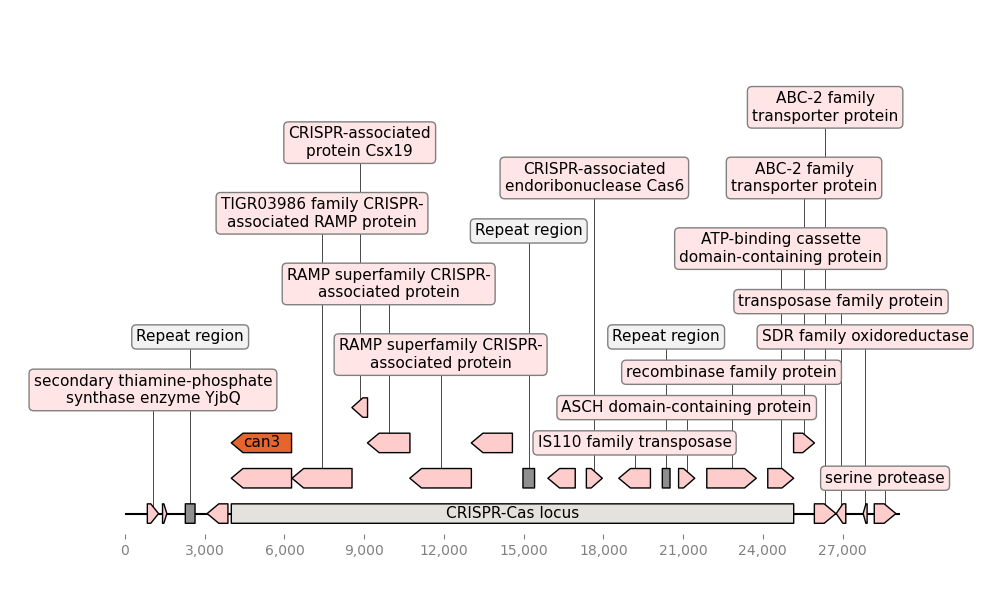 ABC-2 family
transporter protein
CRISPR-associated
protein Csx19
CRISPR-associated
endoribonuclease Cas6
ABC-2 family
transporter protein
TIGR03986 family CRISPR-
associated RAMP protein
Repeat region
ATP-binding cassette
domain-containing protein
RAMP superfamily CRISPR-
associated protein
transposase family protein
Repeat region
Repeat region
SDR family oxidoreductase
RAMP superfamily CRISPR-
associated protein
recombinase family protein
secondary thiamine-phosphate
synthase enzyme YjbQ
ASCH domain-containing protein
can3
IS110 family transposase
serine protease
CRISPR-Cas locus
0 3,000 6,000 9,000 12,000 15,000 18,000 21,000 24,000 27,000